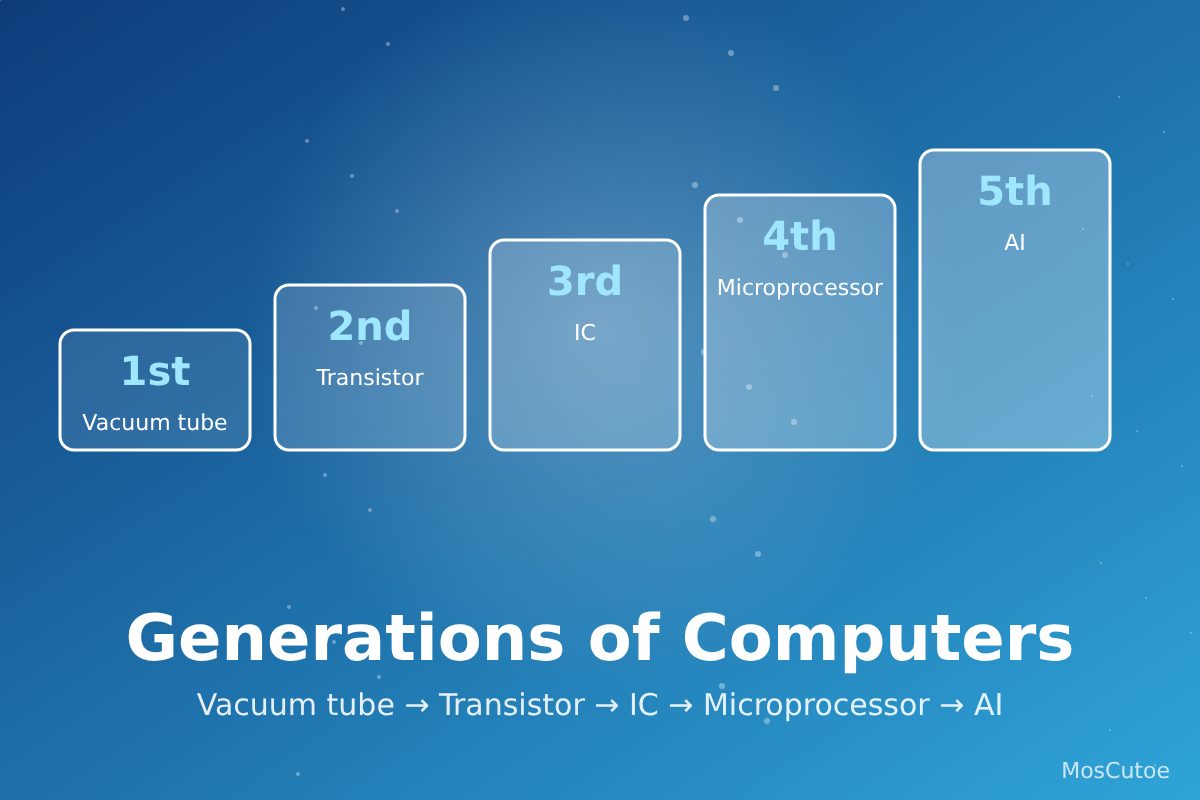 1st
Vacuum tube
2nd
Transistor
3rd
IC
4th
Microprocessor
5th
AI
Generations of Computers
Vacuum tube → Transistor → IC → Microprocessor → AI
MosCutoe